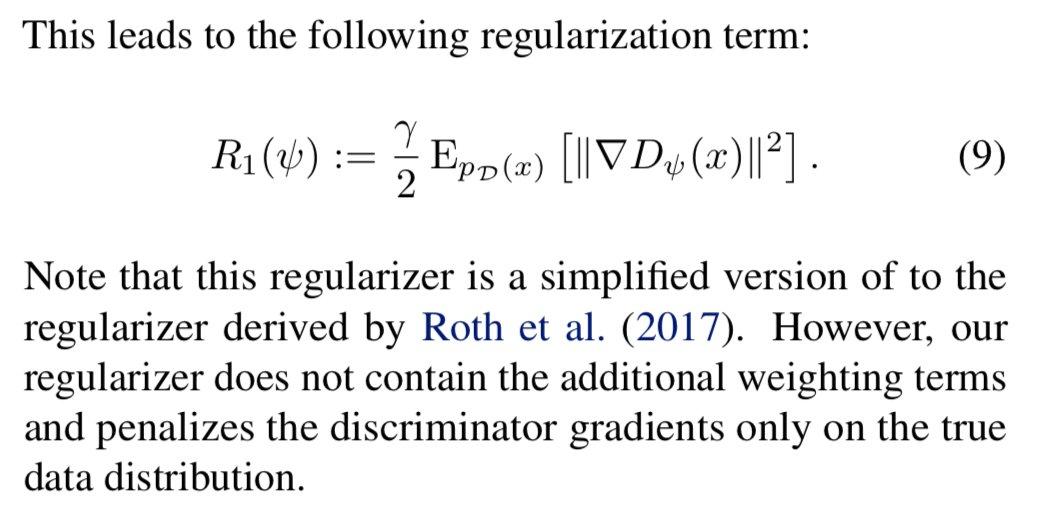 This leads to the following regularization term:
R₁(ψ) := γ/2 E_{p_𝒟(x)} [‖∇D_ψ(x)‖²] . (9)
Note that this regularizer is a simplified version of to the
regularizer derived by Roth et al. (2017). However, our
regularizer does not contain the additional weighting terms
and penalizes the discriminator gradients only on the true
data distribution.